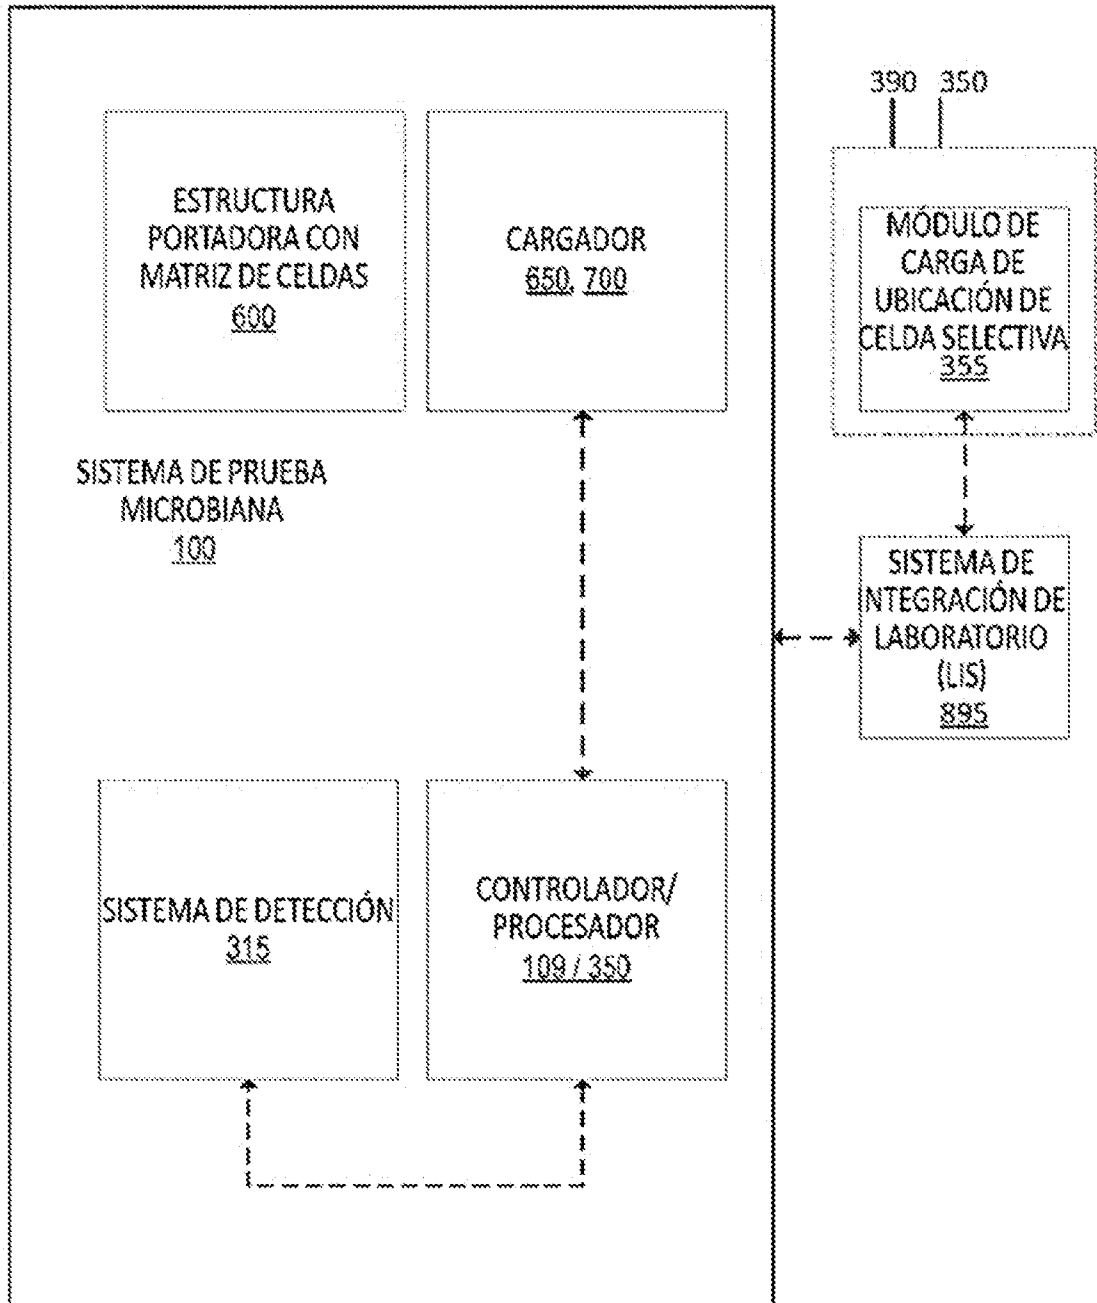 390 350
ESTRUCTURA
PORTADORA CON
MATRIZ DE CELDAS
600
CARGADOR
650, 700
MÓDULO DE
CARGA DE
UBICACIÓN DE
CELDA SELECTIVA
355
SISTEMA DE PRUEBA
MICROBIANA
100
SISTEMA DE
NTEGRACIÓN DE
LABORATORIO
(LIS)
895
SISTEMA DE DETECCIÓN
315
CONTROLADOR/
PROCESADOR
109 / 350